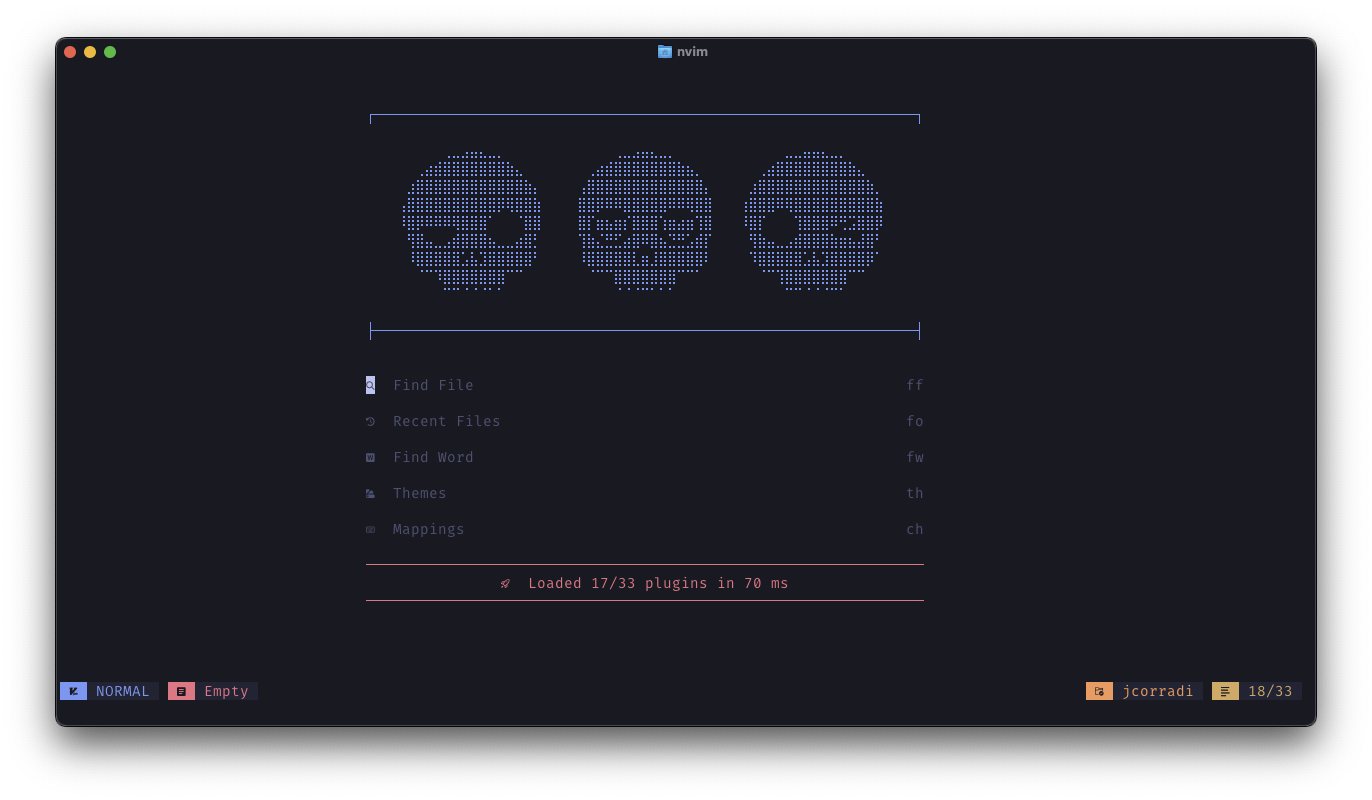 nvim
Find File ff
Recent Files fo
Find Word fw
Themes th
Mappings ch
Loaded 17/33 plugins in 70 ms
NORMAL Empty jcorradi 18/33